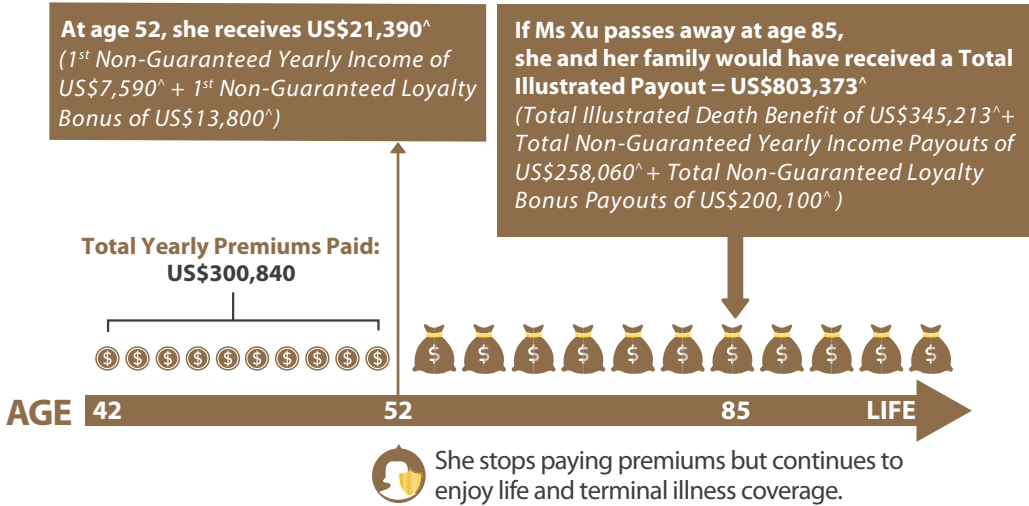 At age 52, she receives US$21,390^
(1st Non-Guaranteed Yearly Income of
US$7,590^ + 1st Non-Guaranteed Loyalty
Bonus of US$13,800^)
If Ms Xu passes away at age 85,
she and her family would have received a Total
Illustrated Payout = US$803,373^
(Total Illustrated Death Benefit of US$345,213^+
Total Non-Guaranteed Yearly Income Payouts of
US$258,060^ + Total Non-Guaranteed Loyalty
Bonus Payouts of US$200,100^ )
Total Yearly Premiums Paid:
US$300,840
$ $ $ $ $ $ $ $ $ $
$ $ $ $ $ $ $ $ $ $ $
AGE 42 52 85 LIFE
She stops paying premiums but continues to
enjoy life and terminal illness coverage.